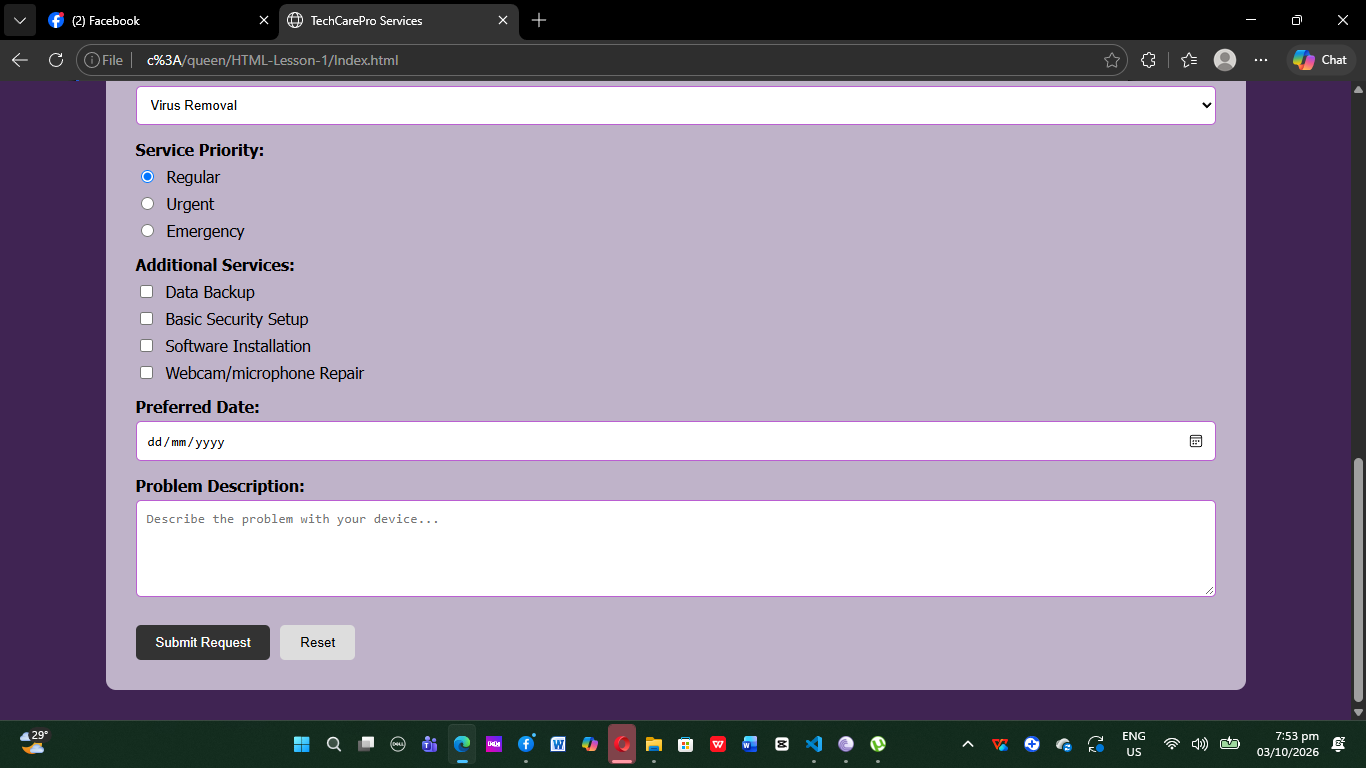 (2) Facebook
TechCarePro Services
File
c%3A/queen/HTML-Lesson-1/Index.html
Chat
Virus Removal
Service Priority:
Regular
Urgent
Emergency
Additional Services:
Data Backup
Basic Security Setup
Software Installation
Webcam/microphone Repair
Preferred Date:
dd/mm/yyyy
Problem Description:
Describe the problem with your device...
Submit Request
Reset
29°
ENG
US
7:53 pm
03/10/2026